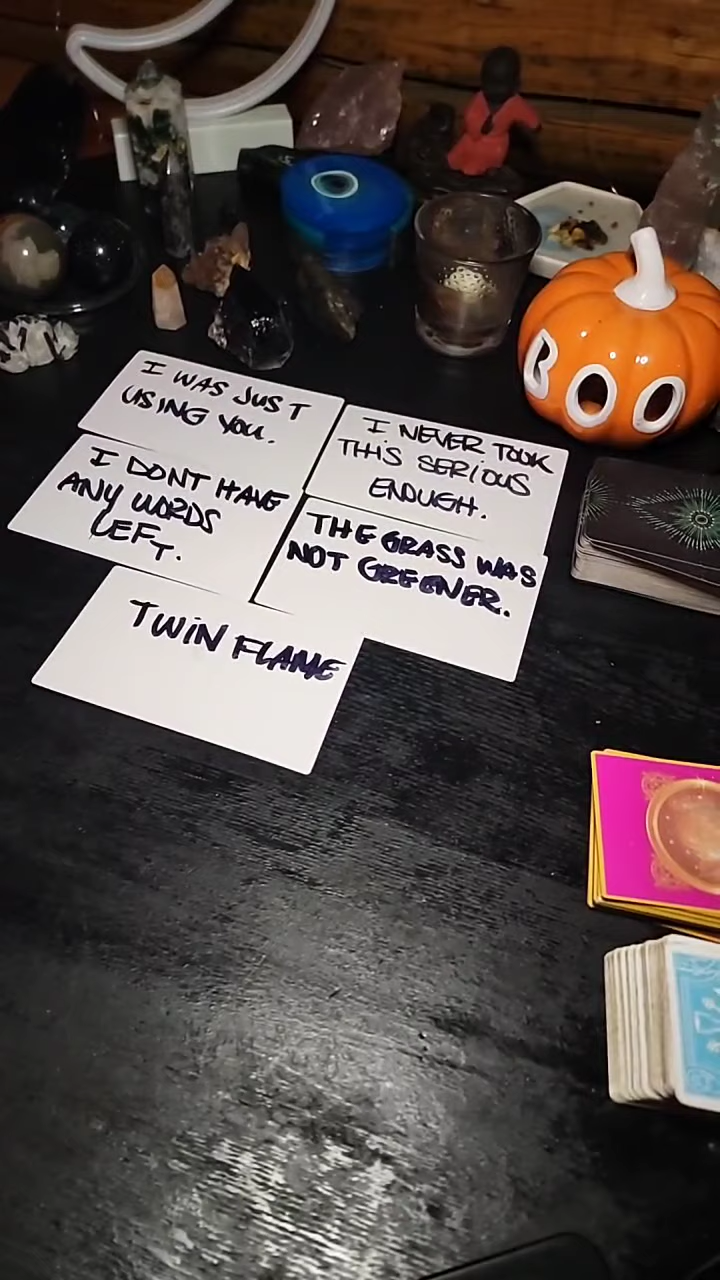 I WAS JUST
USING YOU.
I NEVER TOOK
THIS SERIOUS
ENOUGH.
I DONT HAVE
ANY WORDS
LEFT.
THE GRASS WAS
NOT GREENER.
TWIN FLAME
BOO